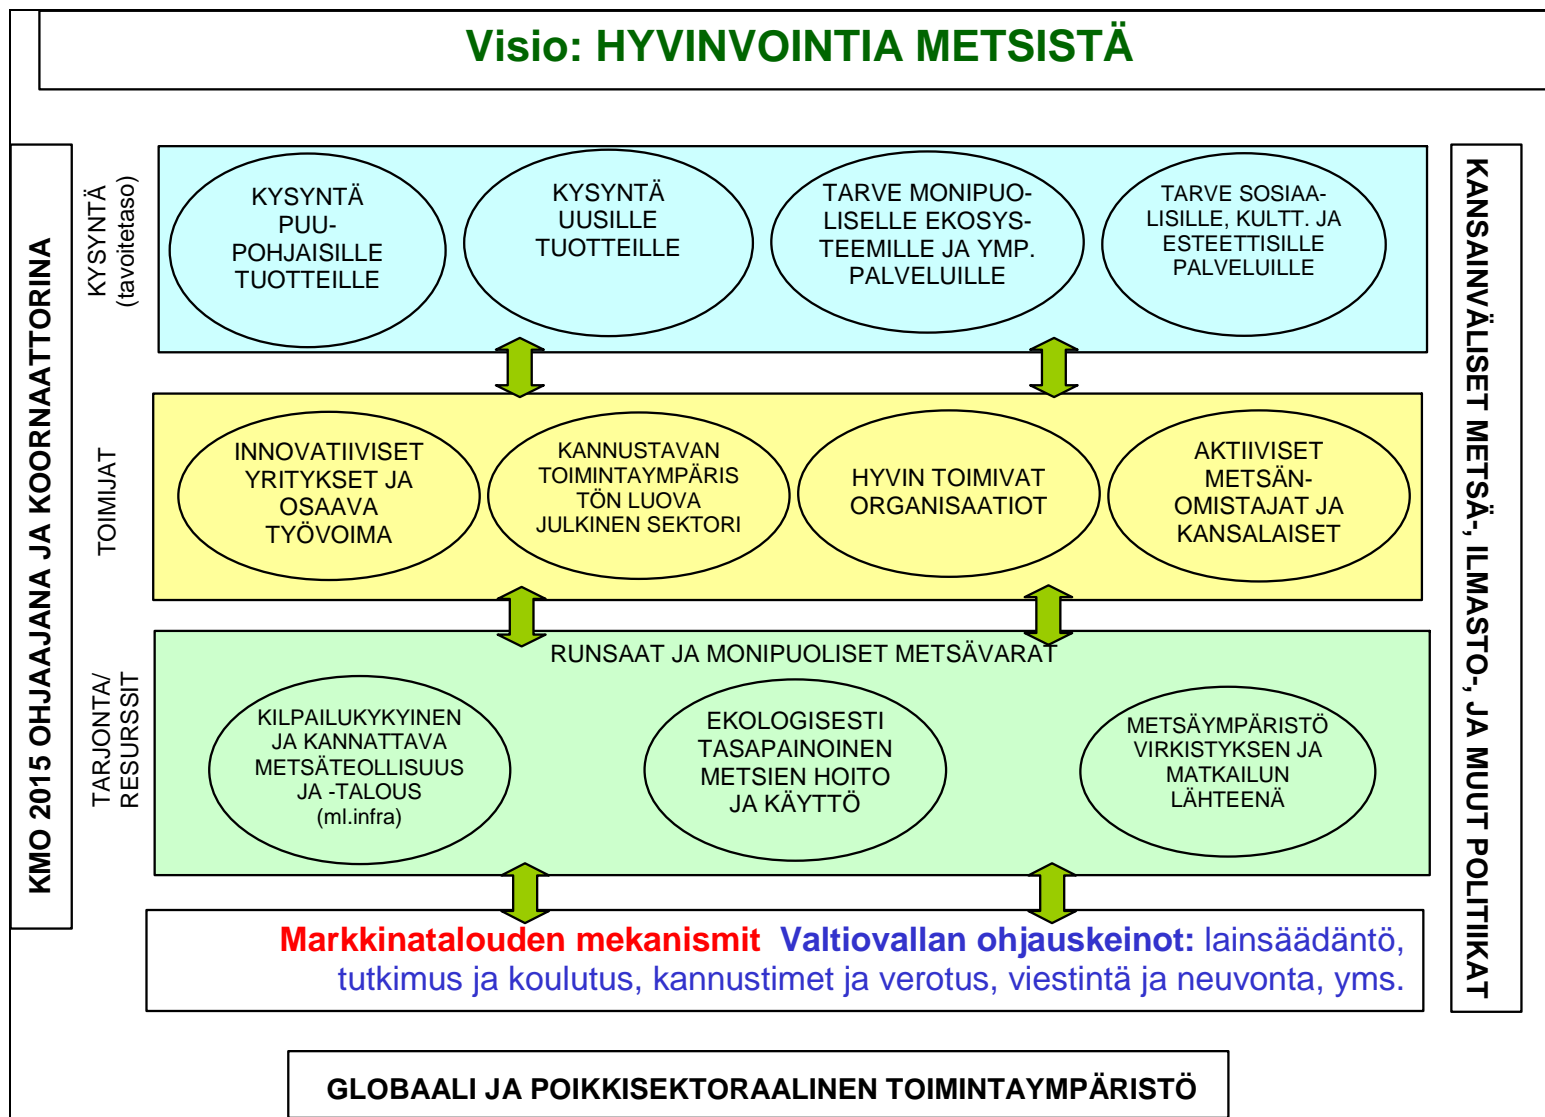 Visio: HYVINVOINTIA METSISTÄ
KMO 2015 OHJAAJANA JA KOORNAATTORINA
KYSYNTÄ
(tavoitetaso)
KYSYNTÄ
PUU-
POHJAISILLE
TUOTTEILLE
KYSYNTÄ
UUSILLE
TUOTTEILLE
TARVE MONIPUO-
LISELLE EKOSYS-
TEEMILLE JA YMP.
PALVELUILLE
TARVE SOSIAA-
LISILLE, KULTT. JA
ESTEETTISILLE
PALVELUILLE
TOIMIJAT
INNOVATIIVISET
YRITYKSET JA
OSAAVA
TYÖVOIMA
KANNUSTAVAN
TOIMINTAYMPÄRIS
TÖN LUOVA
JULKINEN SEKTORI
HYVIN TOIMIVAT
ORGANISAATIOT
AKTIIVISET
METSÄN-
OMISTAJAT JA
KANSALAISET
TARJONTA/
RESURSSIT
RUNSAAT JA MONIPUOLISET METSÄVARAT
KILPAILUKYKYINEN
JA KANNATTAVA
METSÄTEOLLISUUS
JA -TALOUS
(ml.infra)
EKOLOGISESTI
TASAPAINOINEN
METSIEN HOITO
JA KÄYTTÖ
METSÄYMPÄRISTÖ
VIRKISTYKSEN JA
MATKAILUN
LÄHTEENÄ
KANSAINVÄLISET METSÄ-, ILMASTO-, JA MUUT POLITIIKAT
Markkinatalouden mekanismit Valtiovallan ohjauskeinot: lainsäädäntö,
tutkimus ja koulutus, kannustimet ja verotus, viestintä ja neuvonta, yms.
GLOBAALI JA POIKKISEKTORAALINEN TOIMINTAYMPÄRISTÖ